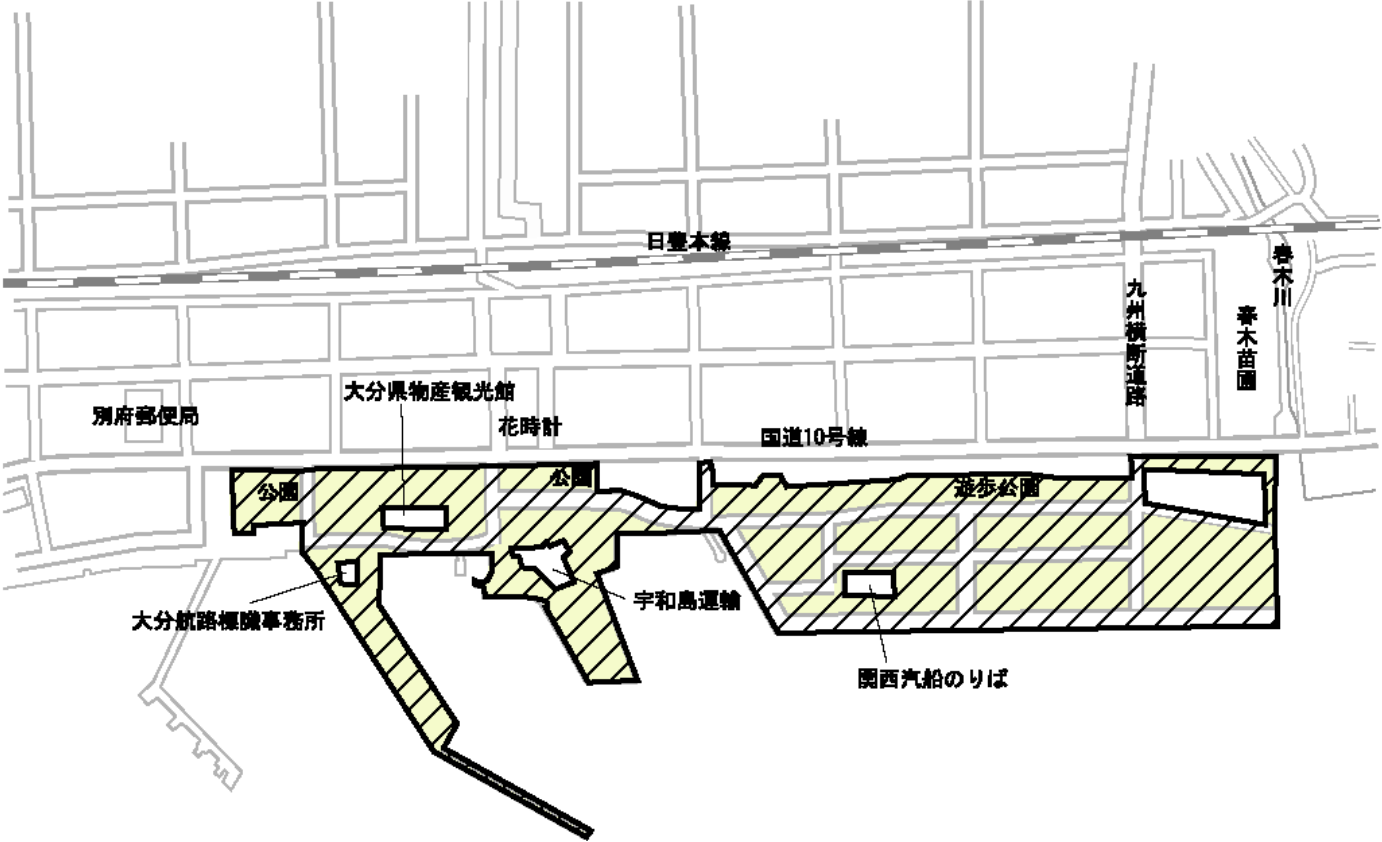 日豊本線
春木川
九州横断道路
春木苗圃
大分県物産観光館
別府郵便局
花時計
国道10号線
公園
公園
遊歩公園
宇和島運輸
大分航路標識事務所
関西汽船のりば